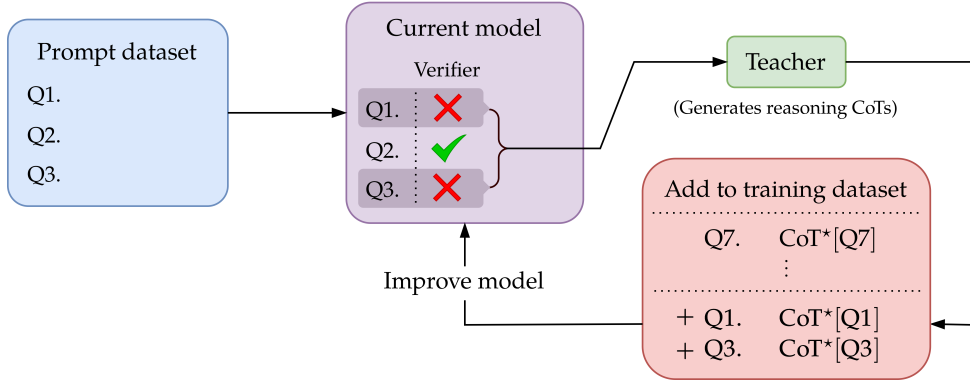 Prompt dataset
Q1.
Q2.
Q3.
Current model
Verifier
Q1.
Q2.
Q3.
Teacher
(Generates reasoning CoTs)
Add to training dataset
Q7. CoT*[Q7]
⋮
+ Q1. CoT*[Q1]
+ Q3. CoT*[Q3]
Improve model